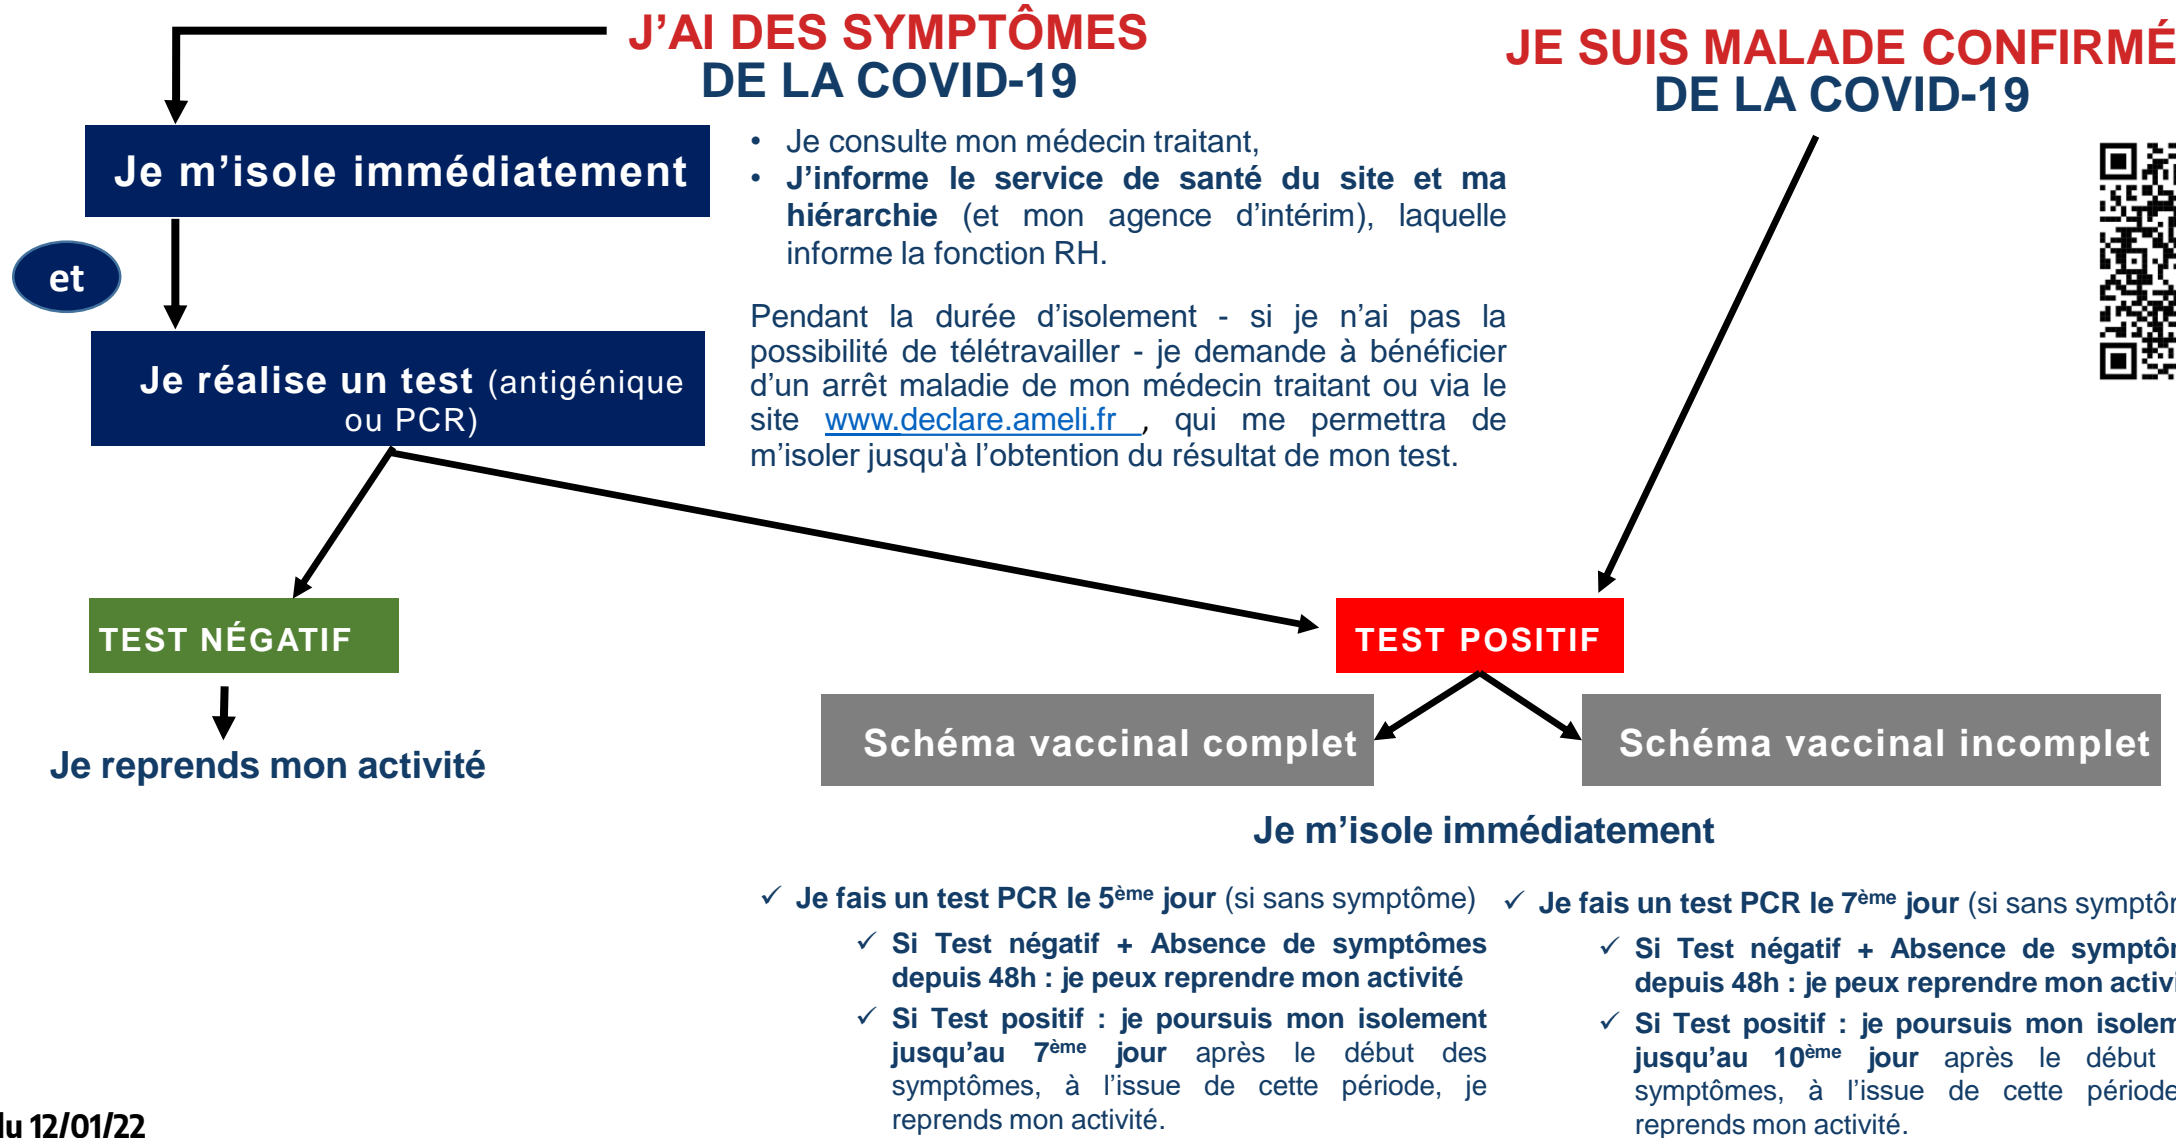 J’AI DES SYMPTÔMES
DE LA COVID-19
JE SUIS MALADE CONFIRMÉ
DE LA COVID-19
Je m’isole immédiatement
et
Je réalise un test (antigénique
ou PCR)
• Je consulte mon médecin traitant,
• J’informe le service de santé du site et ma
hiérarchie (et mon agence d’intérim), laquelle
informe la fonction RH.
Pendant la durée d’isolement - si je n’ai pas la
possibilité de télétravailler - je demande à bénéficier
d’un arrêt maladie de mon médecin traitant ou via le
site www.declare.ameli.fr , qui me permettra de
m’isoler jusqu'à l’obtention du résultat de mon test.
TEST NÉGATIF
Je reprends mon activité
TEST POSITIF
Schéma vaccinal complet
Schéma vaccinal incomplet
Je m’isole immédiatement
✓ Je fais un test PCR le 5ème jour (si sans symptôme)
✓ Si Test négatif + Absence de symptômes
depuis 48h : je peux reprendre mon activité
✓ Si Test positif : je poursuis mon isolement
jusqu’au 7ème jour après le début des
symptômes, à l’issue de cette période, je
reprends mon activité.
✓ Je fais un test PCR le 7ème jour (si sans
✓ Si Test négatif + Absence de
depuis 48h : je peux reprendre mon
✓ Si Test positif : je poursuis mon
jusqu’au 10ème jour après le début
symptômes, à l’issue de cette période
reprends mon activité.
du 12/01/22